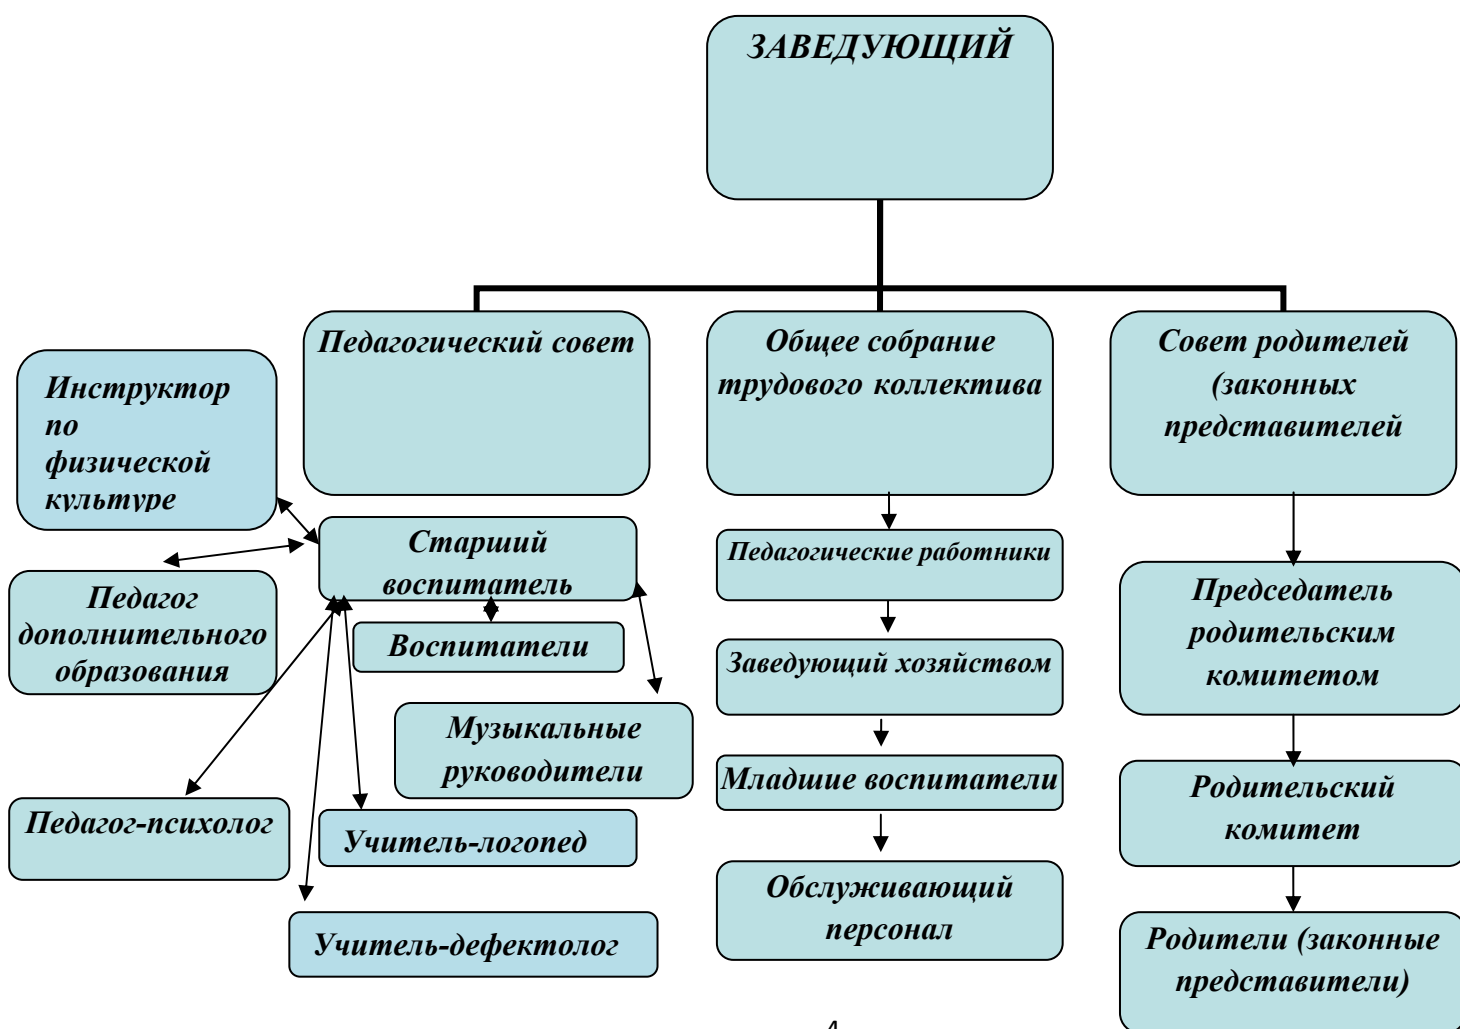 ЗАВЕДУЮЩИЙ
Педагогический совет
Общее собрание
трудового коллектива
Совет родителей
(законных
представителей
Инструктор
по
физической
культуре
Старший
воспитатель
Педагогические работники
Педагог
дополнительного
образования
Воспитатели
Заведующий хозяйством
Председатель
родительским
комитетом
Музыкальные
руководители
Младшие воспитатели
Родительский
комитет
Педагог-психолог
Учитель-логопед
Обслуживающий
персонал
Учитель-дефектолог
Родители (законные
представители)
4